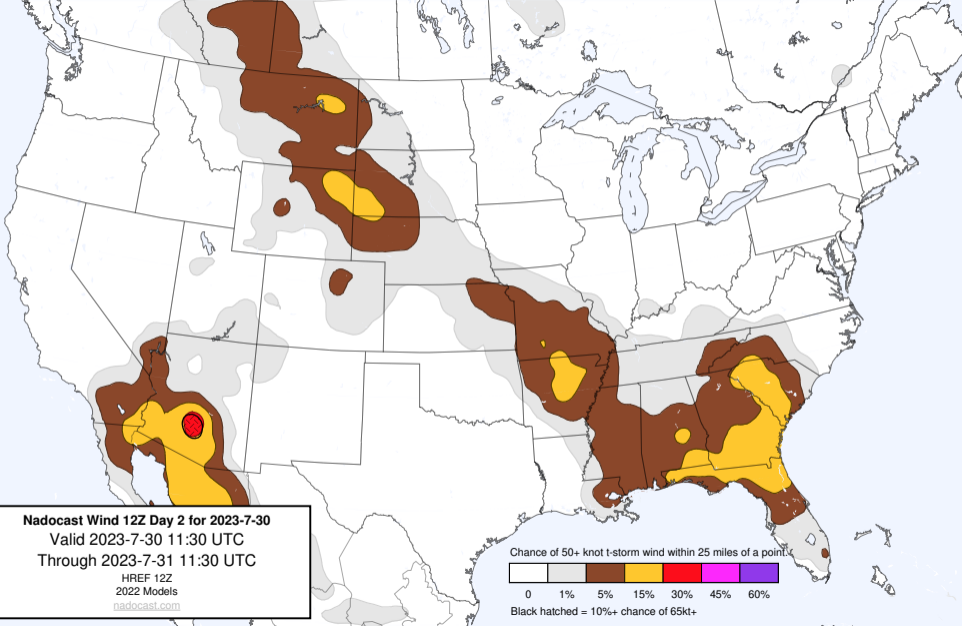 Nadocast Wind 12Z Day 2 for 2023-7-30
Valid 2023-7-30 11:30 UTC
Through 2023-7-31 11:30 UTC
HREF 12Z
2022 Models
nadocast.com
Chance of 50+ knot t-storm wind within 25 miles of a point.
0 1% 5% 15% 30% 45% 60%
Black hatched = 10%+ chance of 65kt+